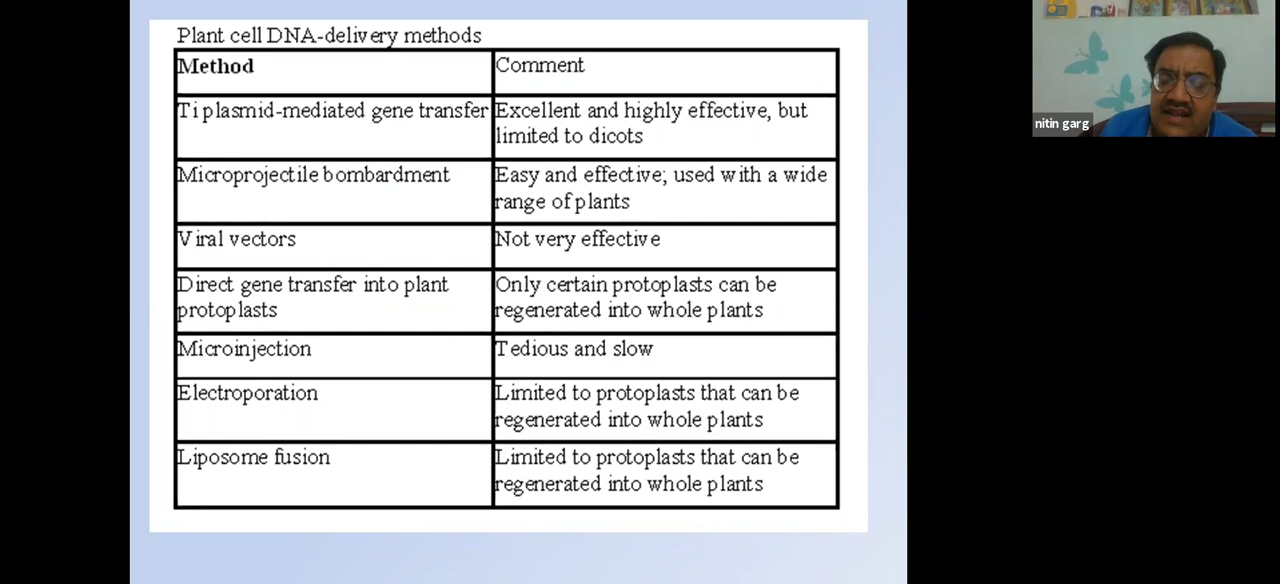 Plant cell DNA-delivery methods
Method
Comment
Ti plasmid-mediated gene transfer
Excellent and highly effective, but
limited to dicots
Microprojectile bombardment
Easy and effective; used with a wide
range of plants
Viral vectors
Not very effective
Direct gene transfer into plant
protoplasts
Only certain protoplasts can be
regenerated into whole plants
Microinjection
Tedious and slow
Electroporation
Limited to protoplasts that can be
regenerated into whole plants
Liposome fusion
Limited to protoplasts that can be
regenerated into whole plants
nitin garg